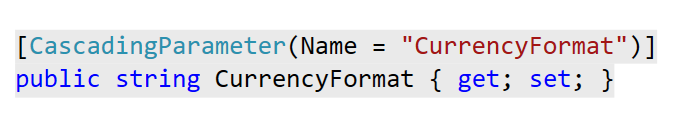 [CascadingParameter(Name = "CurrencyFormat")]
public string CurrencyFormat { get; set; }